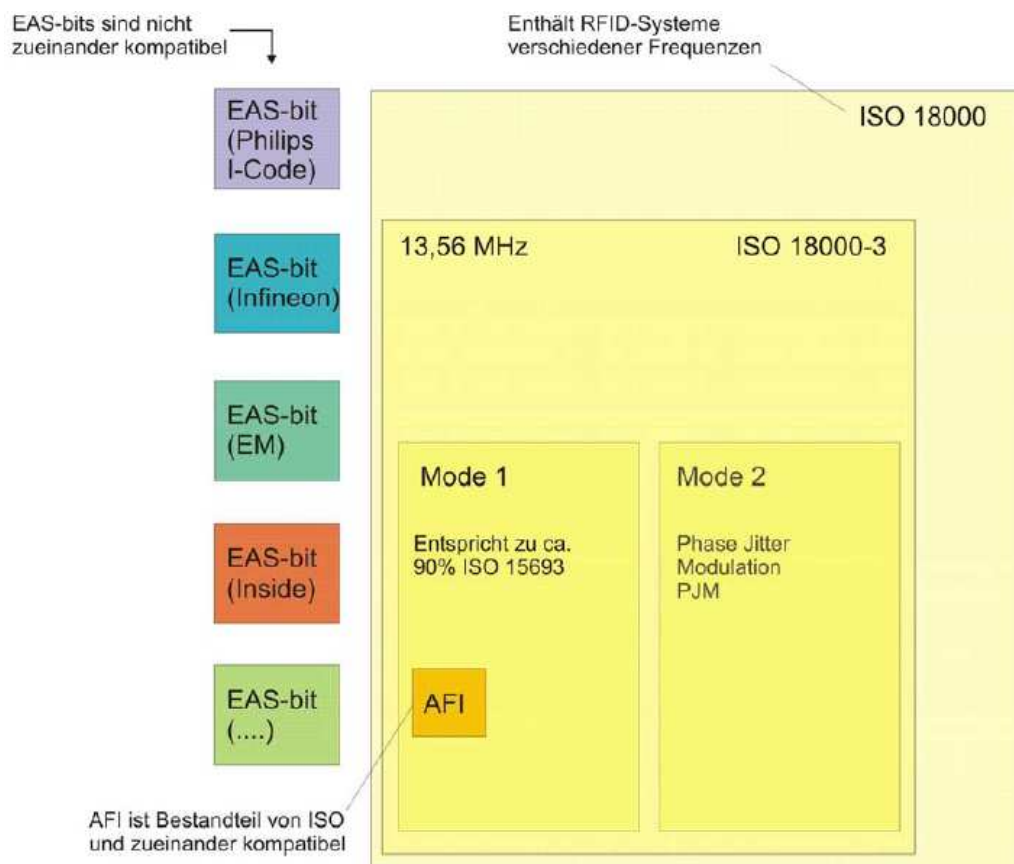 EAS-bits sind nicht
zueinander kompatibel
Enthält RFID-Systeme
verschiedener Frequenzen
EAS-bit
(Philips
I-Code)
EAS-bit
(Infineon)
EAS-bit
(EM)
EAS-bit
(Inside)
EAS-bit
(....)
ISO 18000
13,56 MHz
ISO 18000-3
Mode 1
Entspricht zu ca.
90% ISO 15693
AFI
Mode 2
Phase Jitter
Modulation
PJM
AFI ist Bestandteil von ISO
und zueinander kompatibel